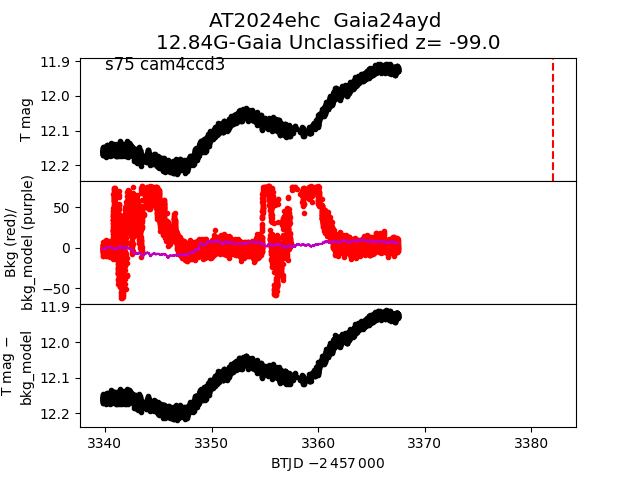 AT2024ehc  Gaia24ayd
12.84G-Gaia Unclassified z= -99.0
s75 cam4ccd3
11.9
12.0
12.1
12.2
T mag
50
0
−50
Bkg (red)/
bkg_model (purple)
11.9
12.0
12.1
12.2
T mag −
bkg_model
3340
3350
3360
3370
3380
BTJD −2 457 000